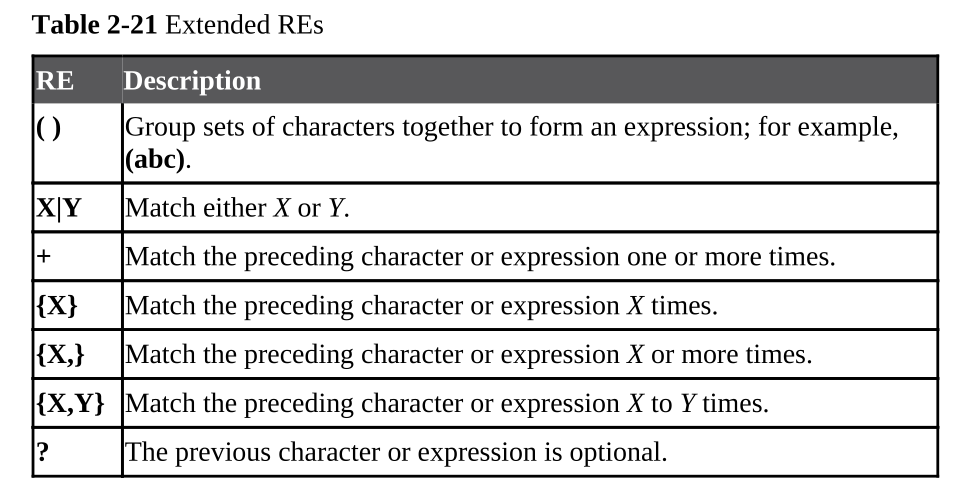 Table 2-21 Extended REs
RE Description
( ) Group sets of characters together to form an expression; for example,
(abc).
X|Y Match either X or Y.
+ Match the preceding character or expression one or more times.
{X} Match the preceding character or expression X times.
{X,} Match the preceding character or expression X or more times.
{X,Y} Match the preceding character or expression X to Y times.
? The previous character or expression is optional.